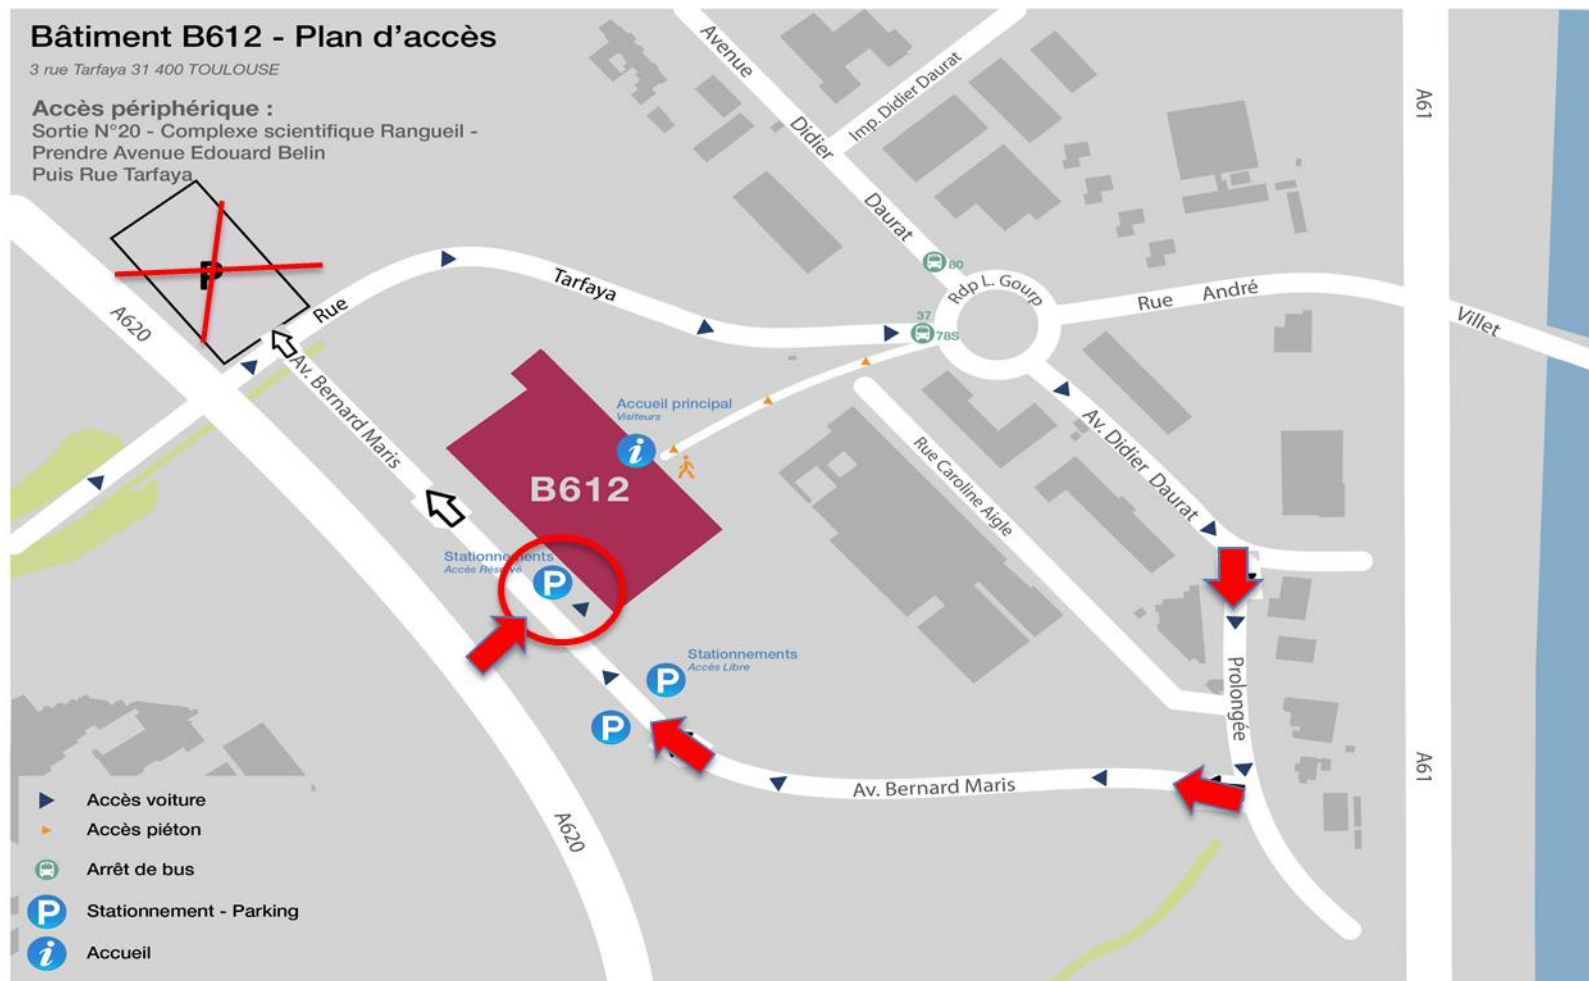 Bâtiment B612 - Plan d'accès
3 rue Tarfaya 31 400 TOULOUSE
Accès périphérique :
Sortie N°20 - Complexe scientifique Rangueil -
Prendre Avenue Edouard Belin
Puis Rue Tarfaya
Avenue
Didier
Daurat
Imp. Didier Daurat
A61
80
Rdp L. Gourp
37
78S
Rue André
Villet
P
A620
Rue
Tarfaya
Av. Bernard Maris
Accueil principal
Visiteurs
i
B612
Rue Caroline Aigle
Av. Didier Daurat
Prolongée
Stationnements
Accès Réservé
P
Stationnements
Accès Libre
P
P
Av. Bernard Maris
A61
A620
Accès voiture
Accès piéton
Arrêt de bus
P
Stationnement - Parking
i
Accueil